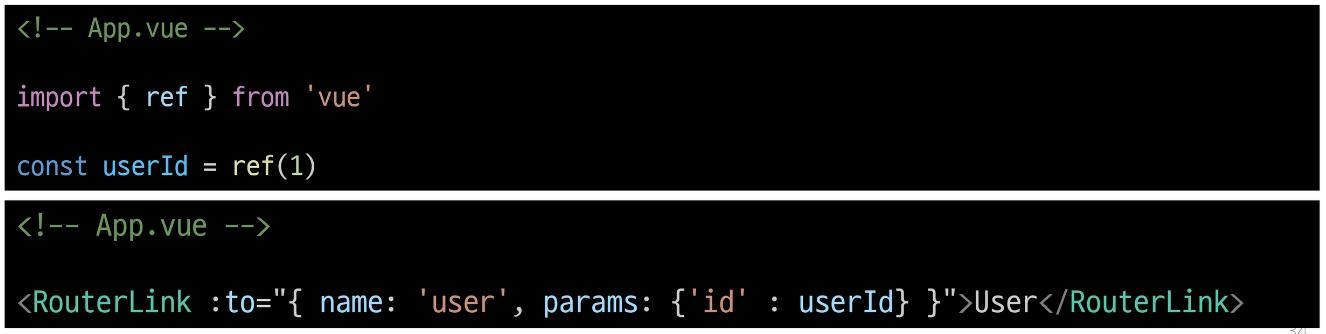 <!-- App.vue -->
import { ref } from 'vue'
const userId = ref(1)
<!-- App.vue -->
<RouterLink :to="{ name: 'user', params: {'id' : userId} }">User</RouterLink>